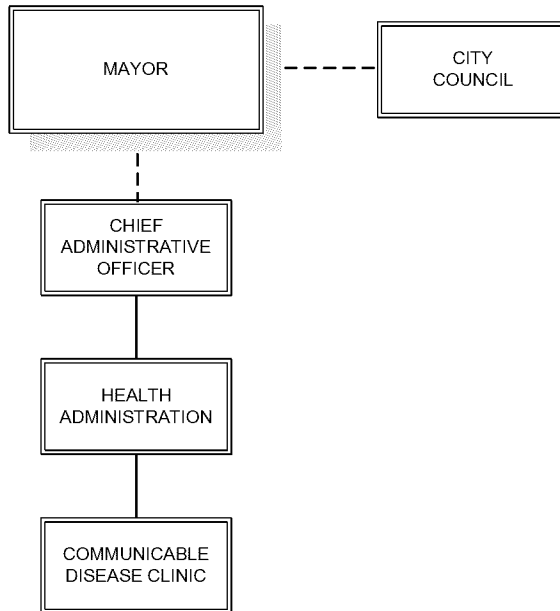 MAYOR
CITY
COUNCIL
CHIEF
ADMINISTRATIVE
OFFICER
HEALTH
ADMINISTRATION
COMMUNICABLE
DISEASE CLINIC